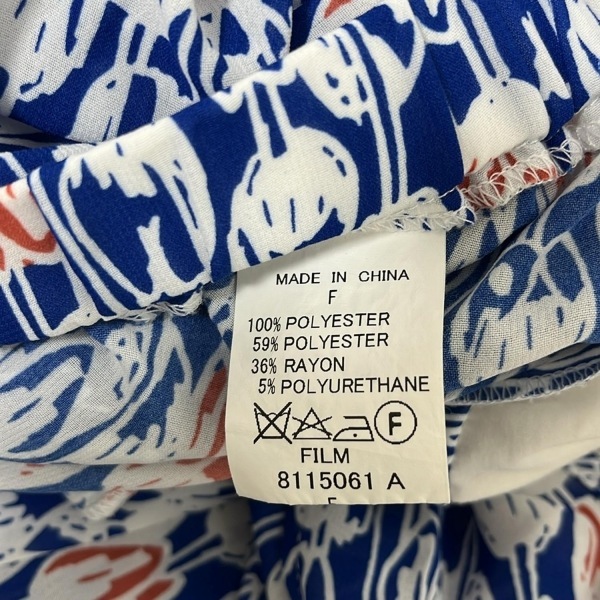 MADE IN CHINA
F
100% POLYESTER
59% POLYESTER
36% RAYON
5% POLYURETHANE
F
FILM
8115061 A